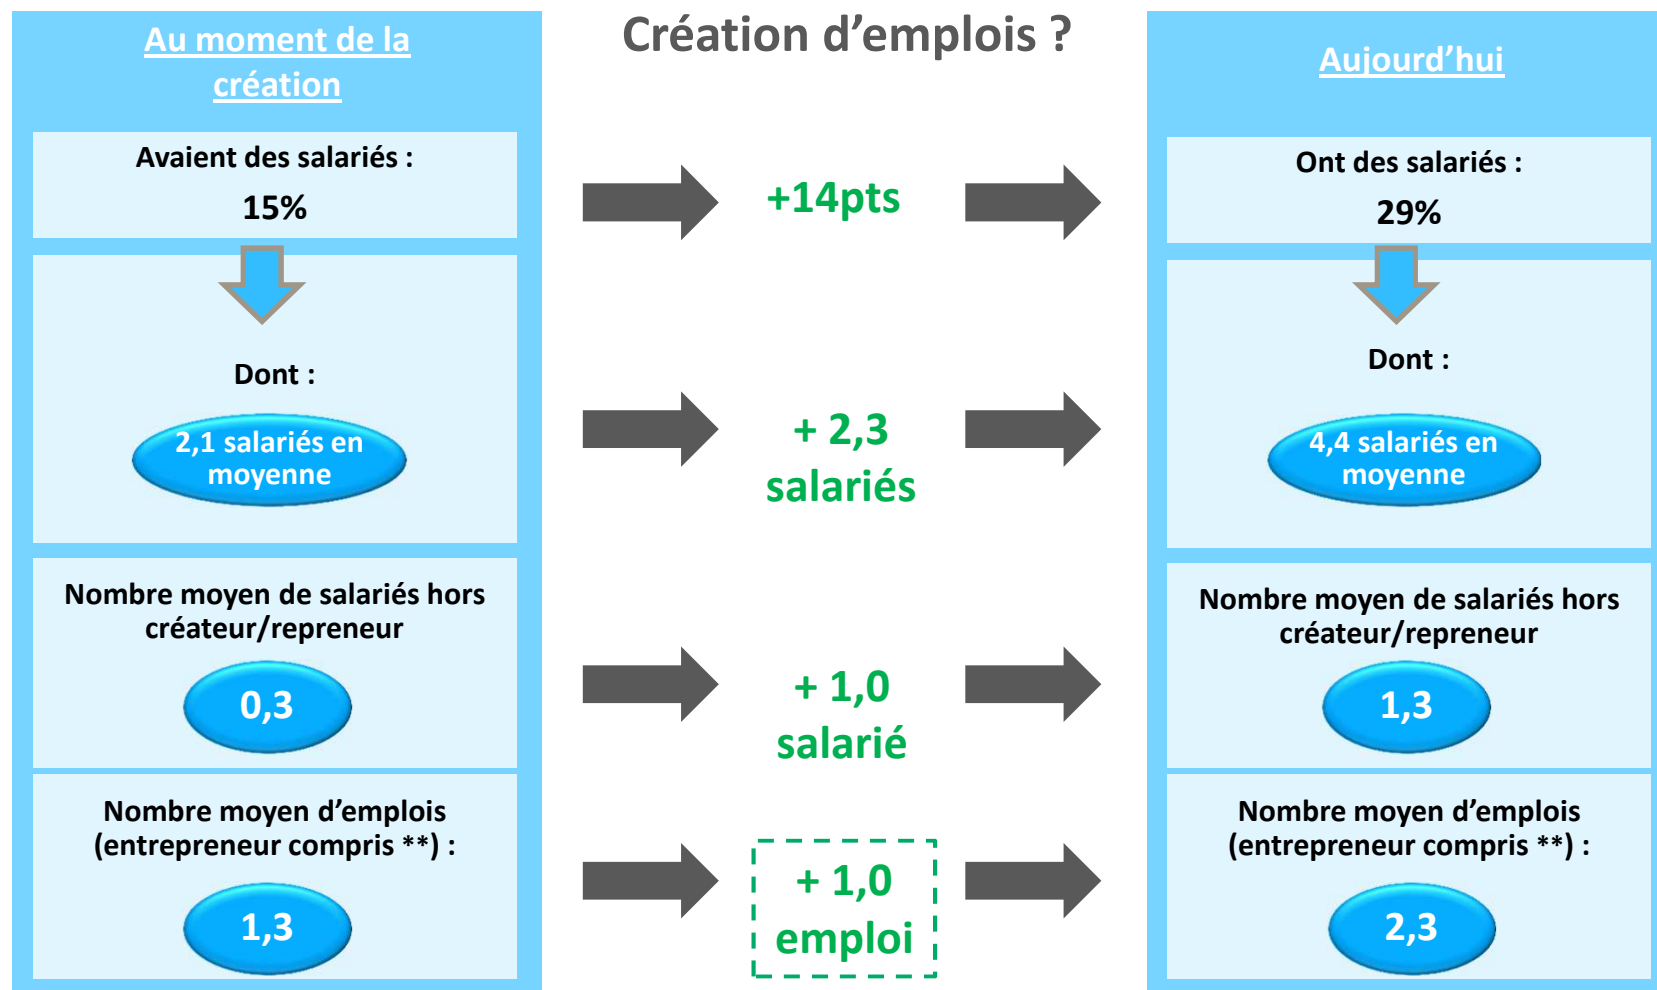 Au moment de la
création
Avaient des salariés :
15%
Dont :
2,1 salariés en
moyenne
Nombre moyen de salariés hors
créateur/repreneur
0,3
Nombre moyen d’emplois
(entrepreneur compris **) :
1,3
Création d’emplois ?
+14pts
+ 2,3
salariés
+ 1,0
salarié
+ 1,0
emploi
Aujourd’hui
Ont des salariés :
29%
Dont :
4,4 salariés en
moyenne
Nombre moyen de salariés hors
créateur/repreneur
1,3
Nombre moyen d’emplois
(entrepreneur compris **) :
2,3